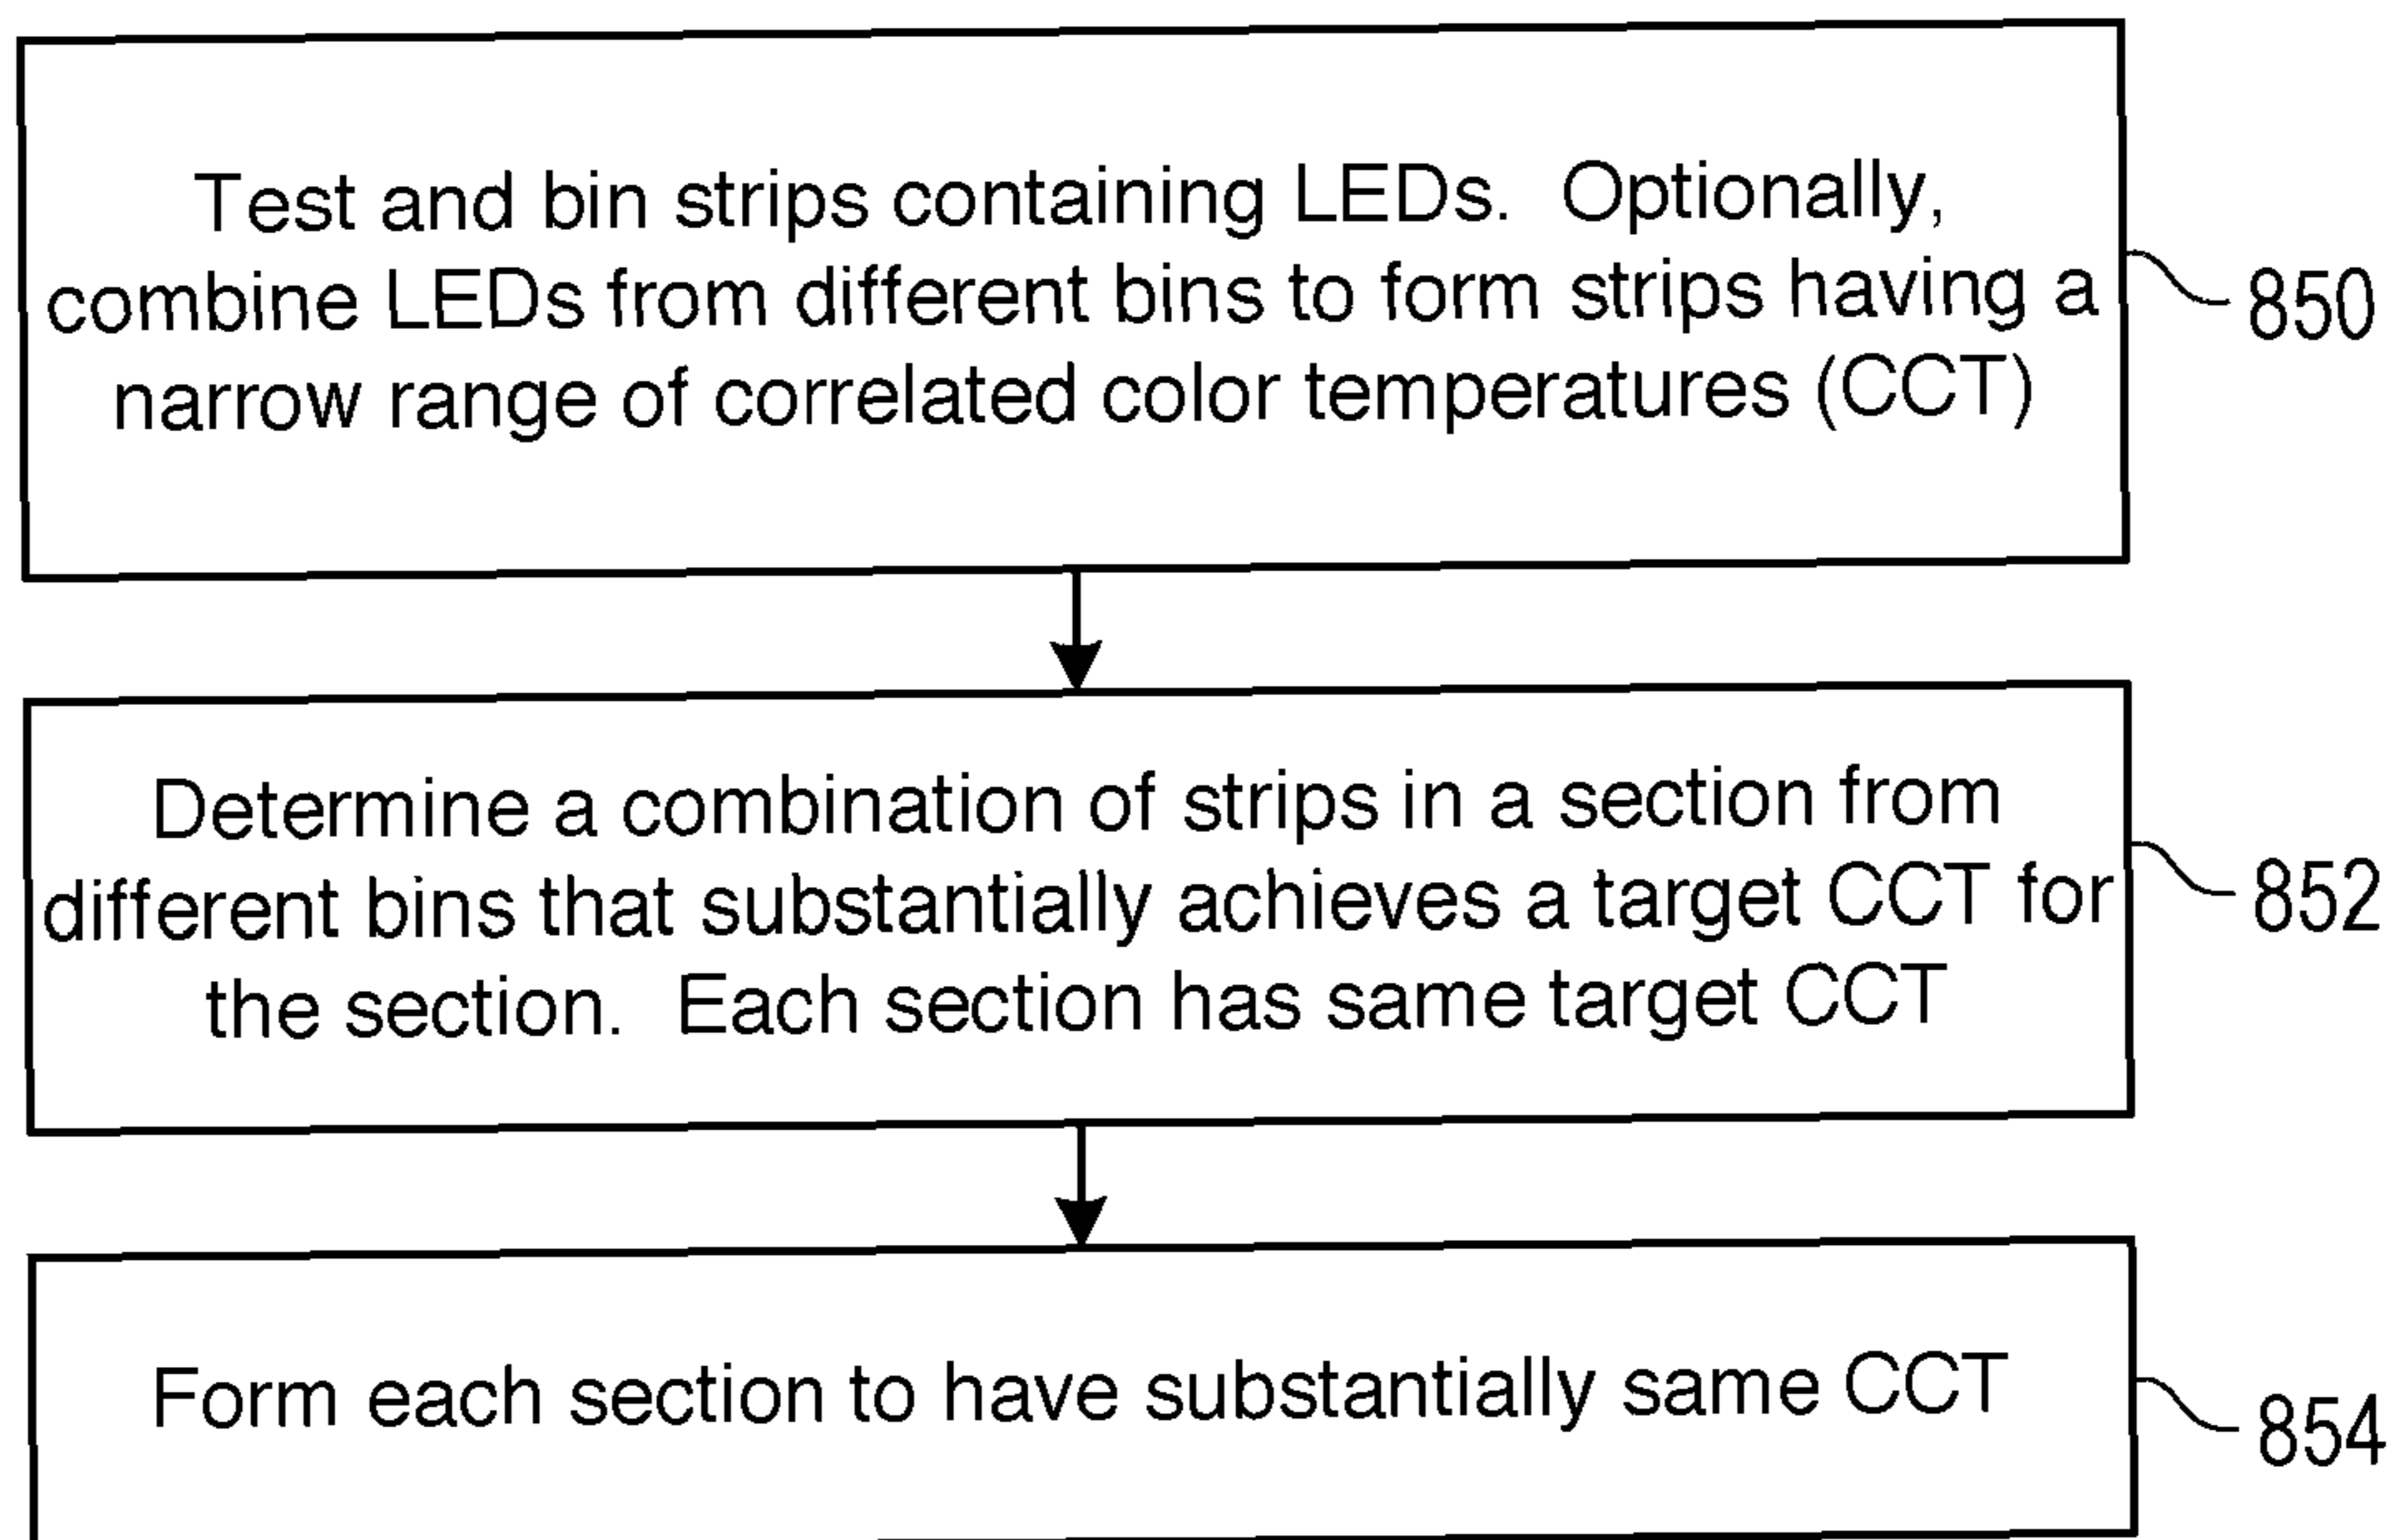 Test and bin strips containing LEDs. Optionally,
combine LEDs from different bins to form strips having a
narrow range of correlated color temperatures (CCT)
850
Determine a combination of strips in a section from
different bins that substantially achieves a target CCT for
the section. Each section has same target CCT
852
Form each section to have substantially same CCT
854